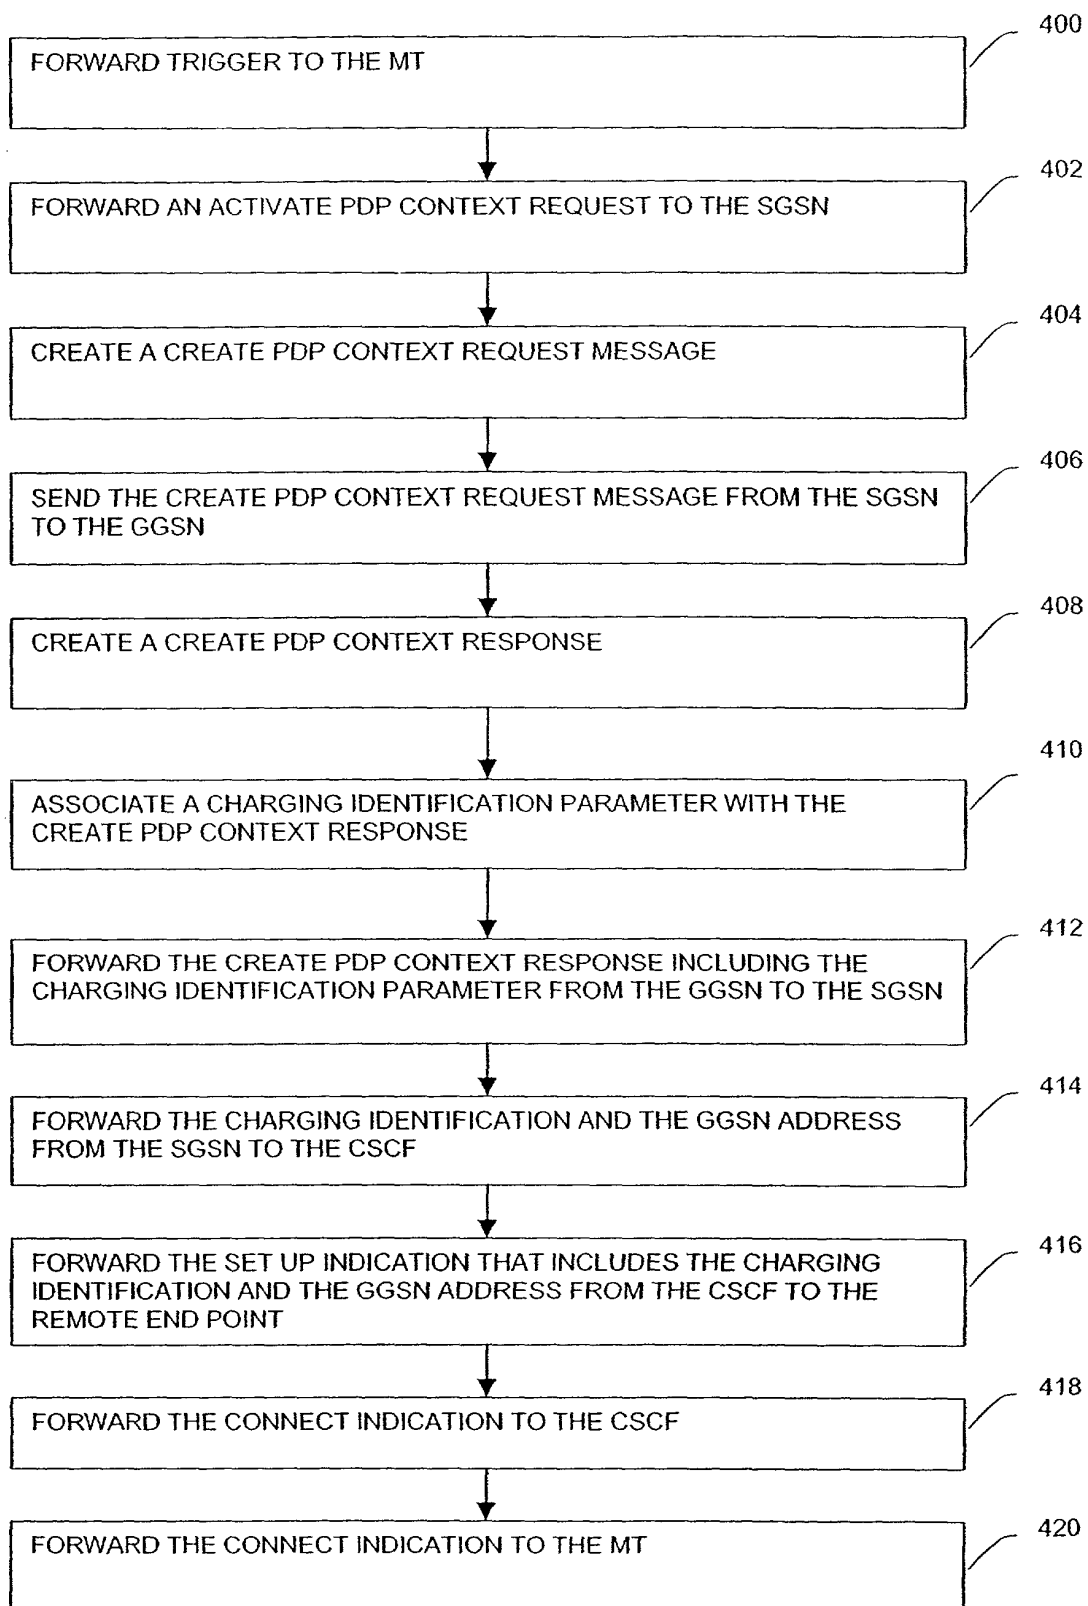 400
FORWARD TRIGGER TO THE MT
402
FORWARD AN ACTIVATE PDP CONTEXT REQUEST TO THE SGSN
404
CREATE A CREATE PDP CONTEXT REQUEST MESSAGE
406
SEND THE CREATE PDP CONTEXT REQUEST MESSAGE FROM THE SGSN
TO THE GGSN
408
CREATE A CREATE PDP CONTEXT RESPONSE
410
ASSOCIATE A CHARGING IDENTIFICATION PARAMETER WITH THE
CREATE PDP CONTEXT RESPONSE
412
FORWARD THE CREATE PDP CONTEXT RESPONSE INCLUDING THE
CHARGING IDENTIFICATION PARAMETER FROM THE GGSN TO THE SGSN
414
FORWARD THE CHARGING IDENTIFICATION AND THE GGSN ADDRESS
FROM THE SGSN TO THE CSCF
416
FORWARD THE SET UP INDICATION THAT INCLUDES THE CHARGING
IDENTIFICATION AND THE GGSN ADDRESS FROM THE CSCF TO THE
REMOTE END POINT
418
FORWARD THE CONNECT INDICATION TO THE CSCF
420
FORWARD THE CONNECT INDICATION TO THE MT